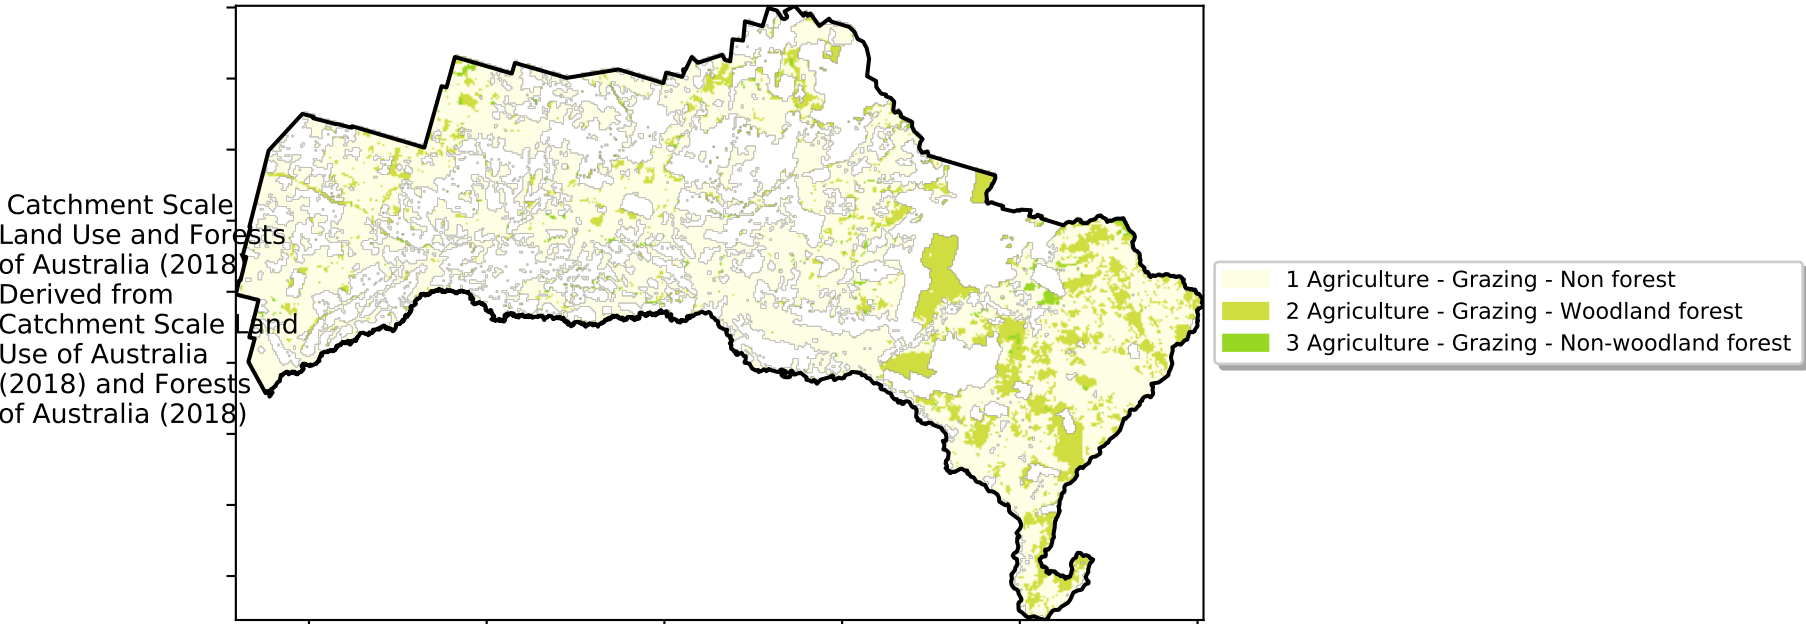 Catchment Scale
Land Use and Forests
of Australia (2018)
Derived from
Catchment Scale Land
Use of Australia
(2018) and Forests
of Australia (2018)
1 Agriculture - Grazing - Non forest
2 Agriculture - Grazing - Woodland forest
3 Agriculture - Grazing - Non-woodland forest